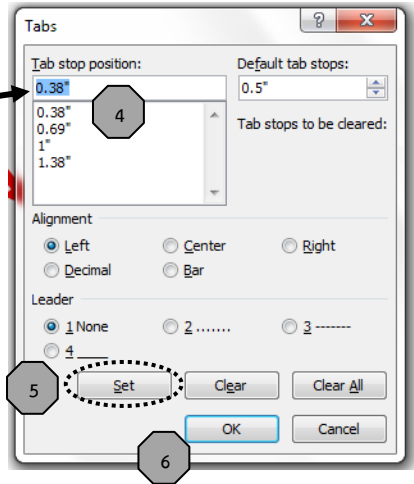 Tabs
Tab stop position:
Default tab stops:
0.38"
0.5"
4
0.38"
0.69"
1"
1.38"
Tab stops to be cleared:
Alignment
Left
Center
Right
Decimal
Bar
Leader
1 None
2 .......
3 -------
4 ___
5
Set
Clear
Clear All
OK
Cancel
6